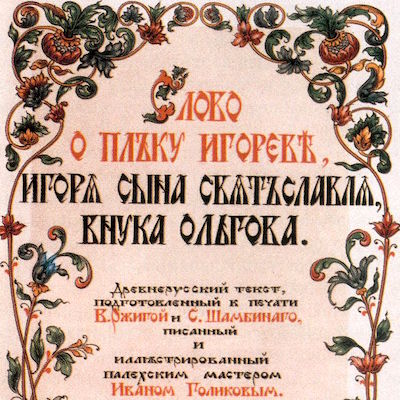 Слово
о плъку игоревѣ,
игоря сына святъславля,
внука ольгова.
Древнерусский текст,
подготовленный к печати
В. Ржигой и С. Шамбинаго,
писанный
и
иллюстрированный
палехским мастером
Иваном Голиковым.